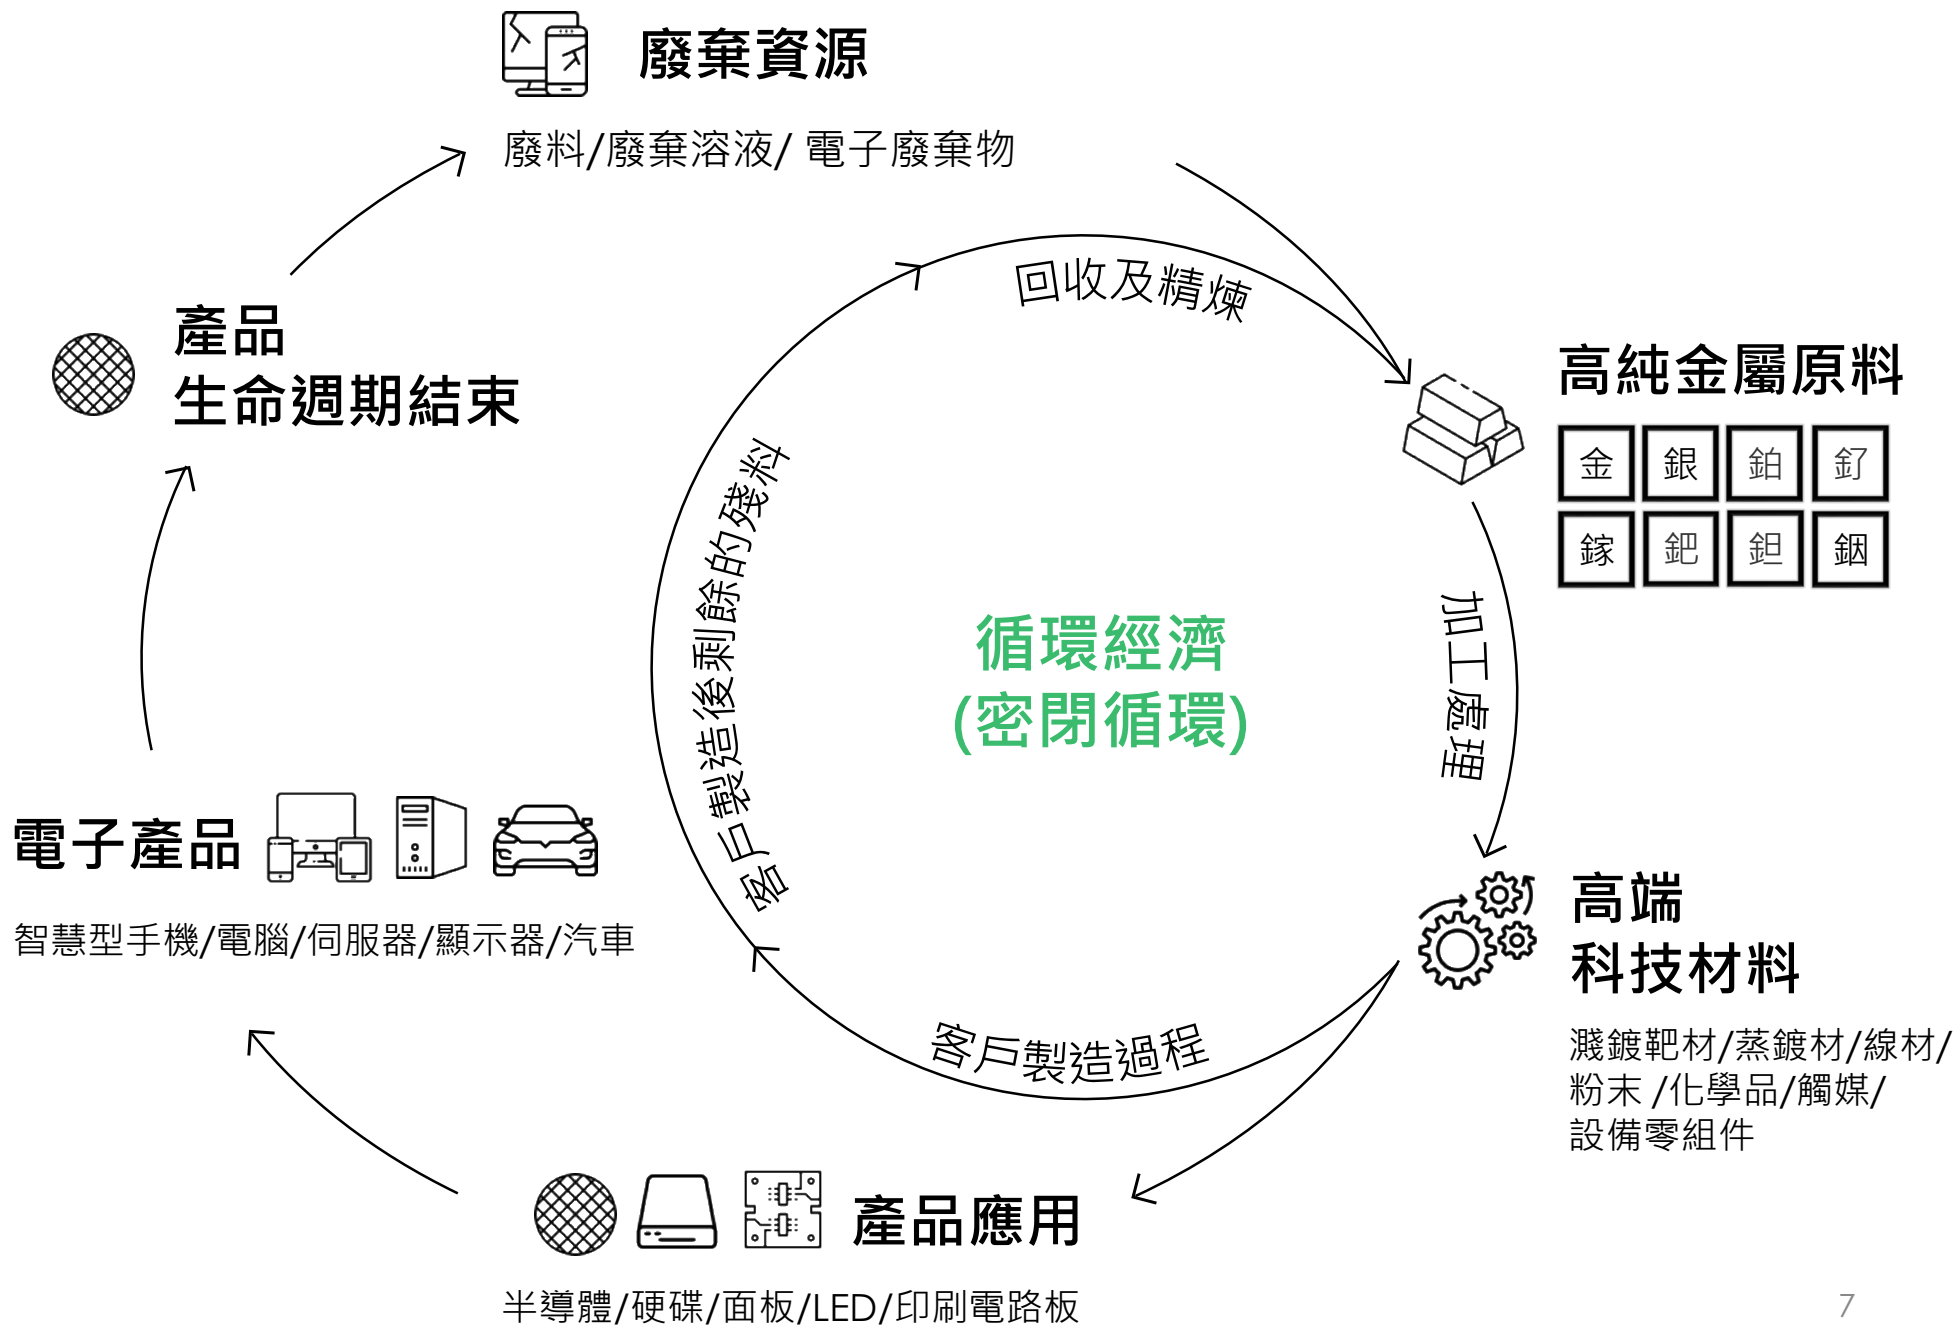 廢棄資源
廢料/廢棄溶液/ 電子廢棄物
回收及精煉
高純金屬原料
金 銀 鉑 釕
鎵 鈀 鉭 銦
加工處理
高端
科技材料
濺鍍靶材/蒸鍍材/線材/
粉末 /化學品/觸媒/
設備零組件
客戶製造過程
產品應用
半導體/硬碟/面板/LED/印刷電路板
電子產品
智慧型手機/電腦/伺服器/顯示器/汽車
產品
生命週期結束
客戶製造後剩餘的殘料
循環經濟
(密閉循環)
7